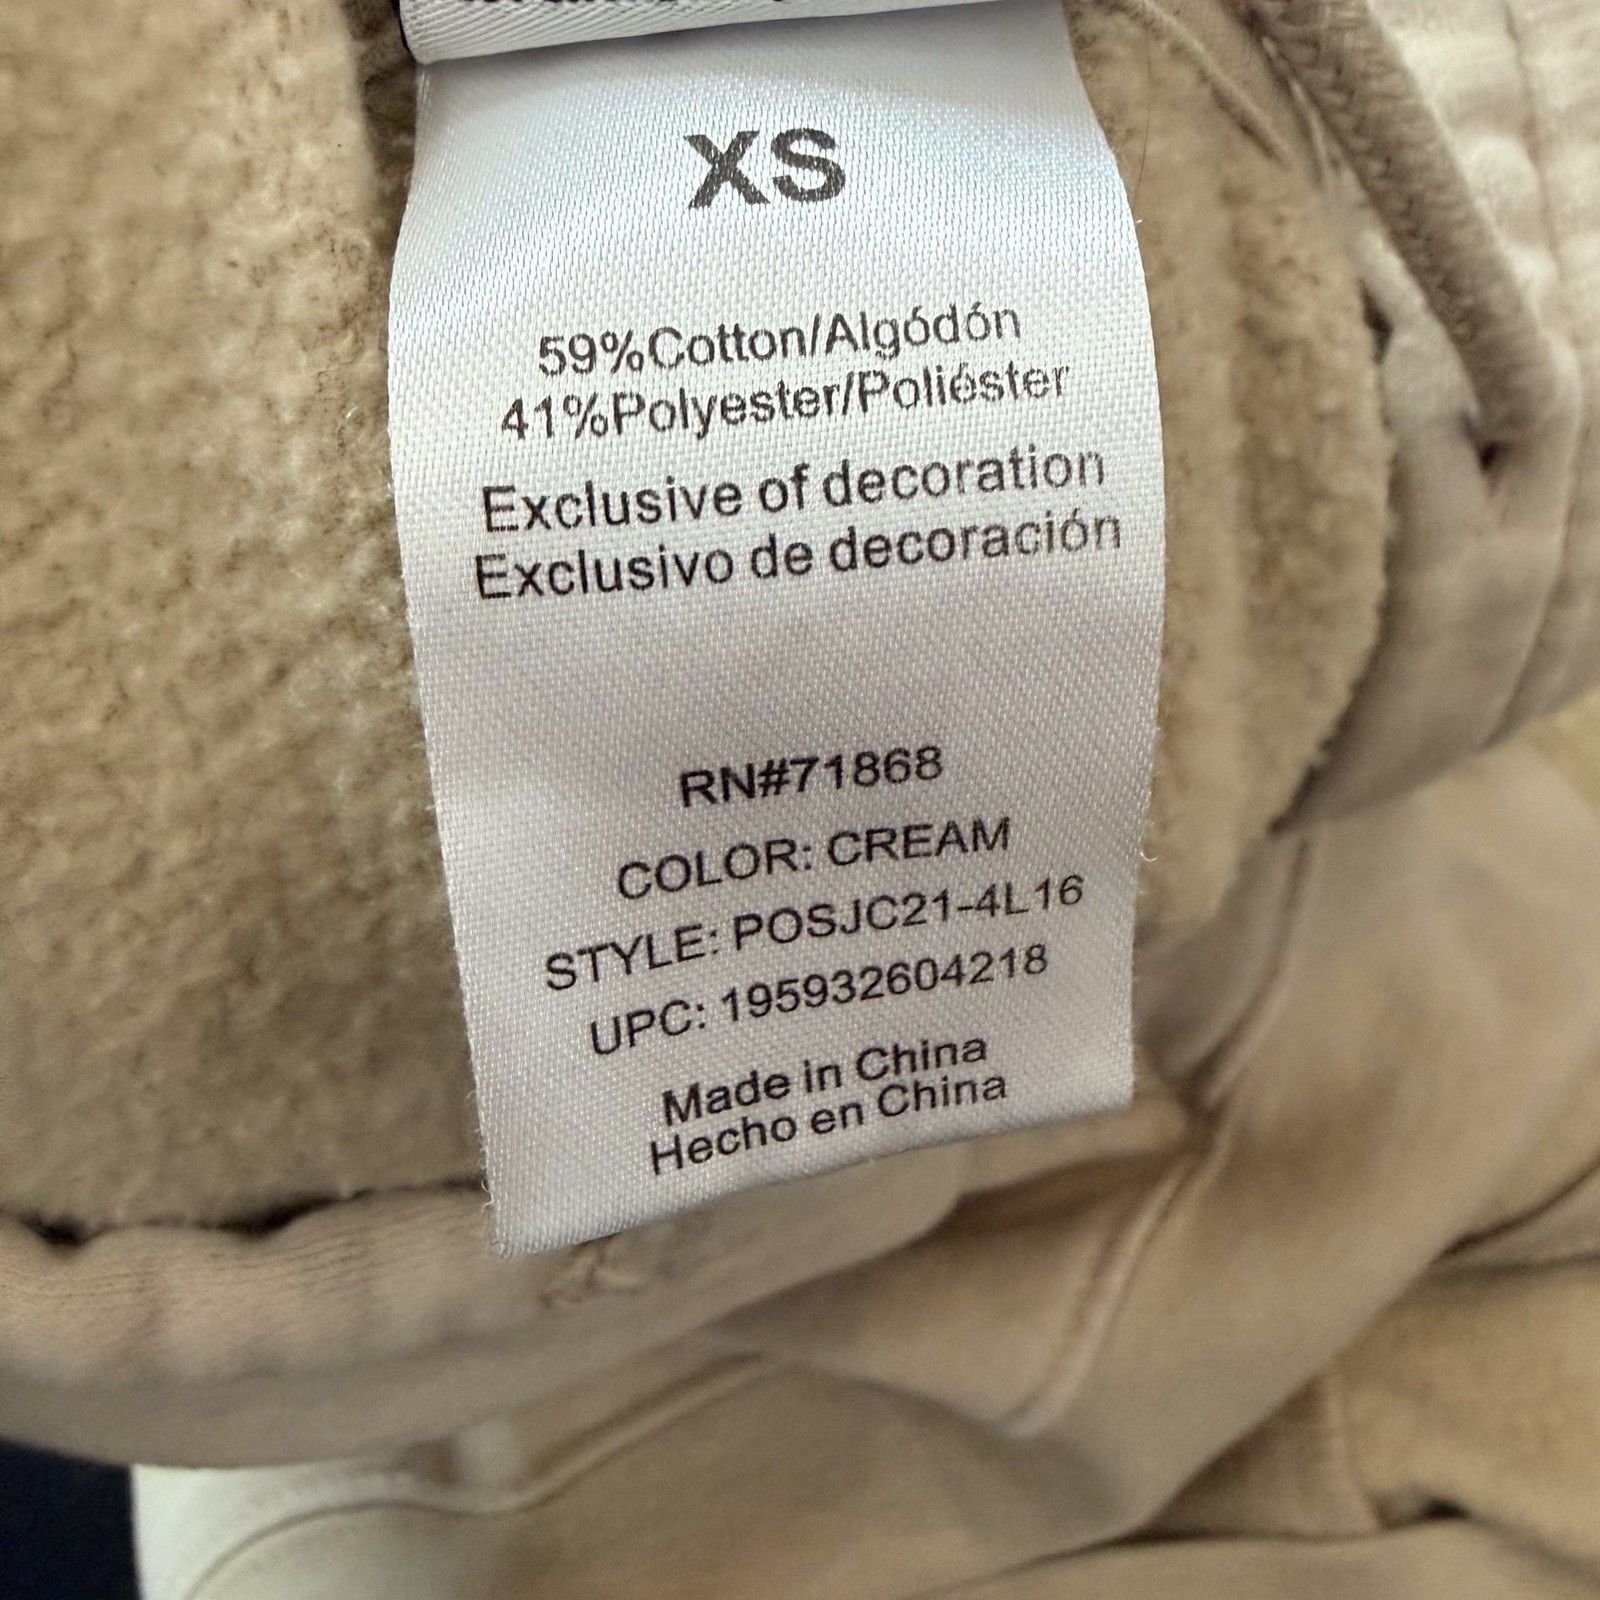 XS
59%Cotton/Algódón
41%Polyester/Poliéster
Exclusive of decoration
Exclusivo de decoración
RN#71868
COLOR: CREAM
STYLE: POSJC21-4L16
UPC: 195932604218
Made in China
Hecho en China